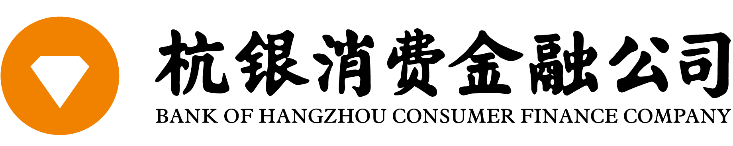 杭银消费金融公司
BANK OF HANGZHOU CONSUMER FINANCE COMPANY